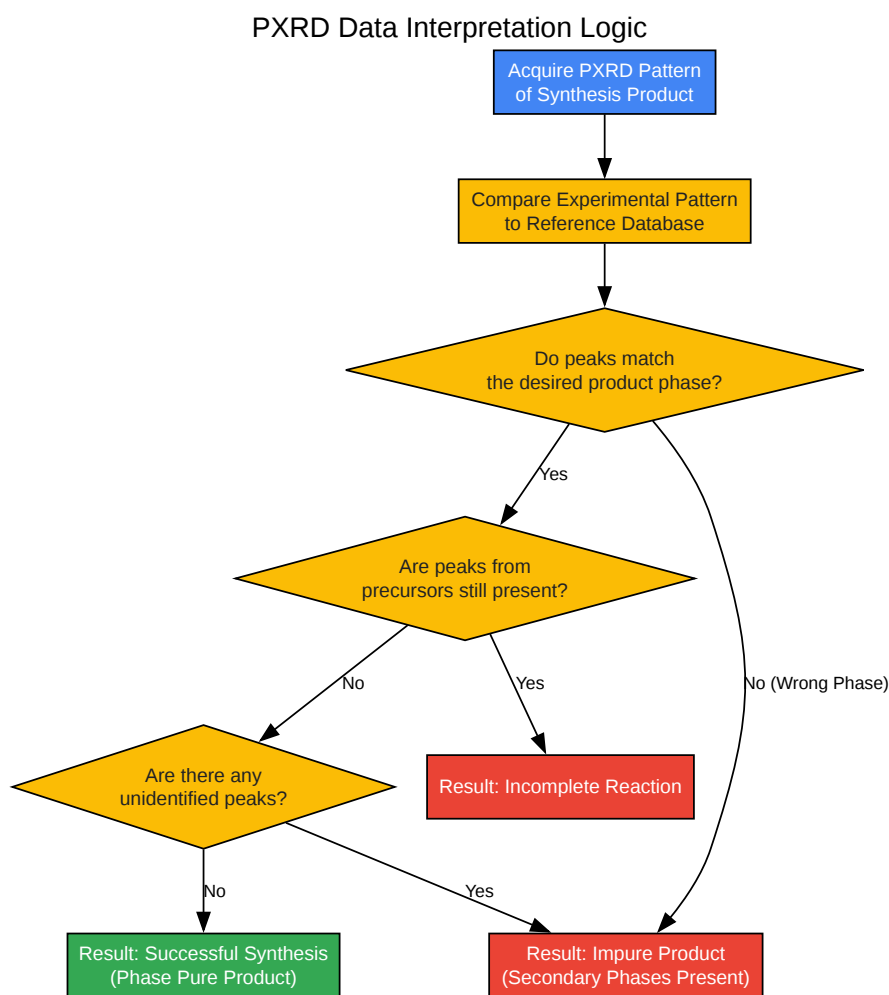 PXRD Data Interpretation Logic
Acquire PXRD Pattern
of Synthesis Product
Compare Experimental Pattern
to Reference Database
Do peaks match
the desired product phase?
Yes
Are peaks from
precursors still present?
No
Yes
No (Wrong Phase)
Are there any
unidentified peaks?
Result: Incomplete Reaction
No
Yes
Result: Successful Synthesis
(Phase Pure Product)
Result: Impure Product
(Secondary Phases Present)